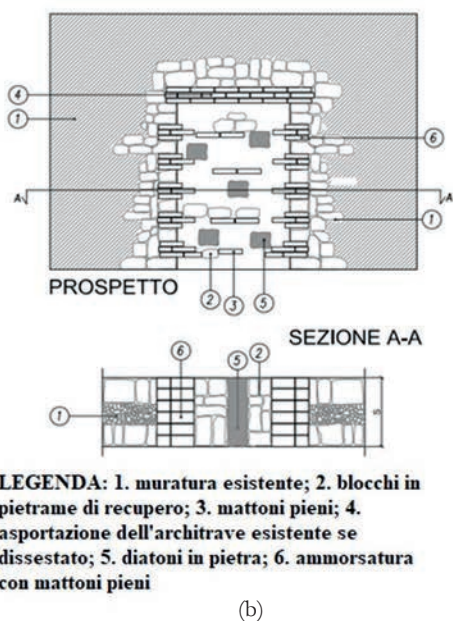 4
1
6
A
A
1
PROSPETTO
2
3
5
SEZIONE A-A
6
5
2
1
S
LEGENDA: 1. muratura esistente; 2. blocchi in
pietrame di recupero; 3. mattoni pieni; 4.
asportazione dell'architrave esistente se
dissestato; 5. diatoni in pietra; 6. ammorsatura
con mattoni pieni
(b)